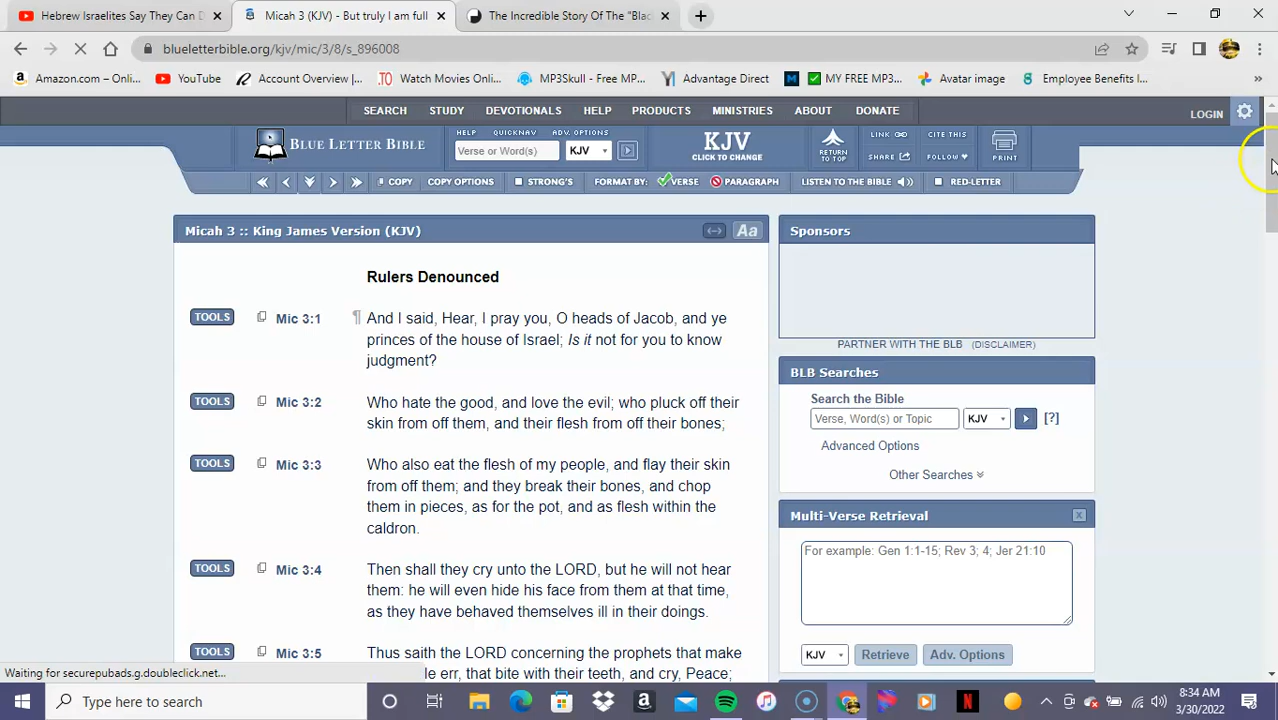 Hebrew Israelites Say They Can D
Micah 3 (KJV) - But truly I am full
The Incredible Story Of The "Blac
blueletterbible.org/kjv/mic/3/8/s_896008
Amazon.com – Onli...
YouTube
Account Overview |...
.TO Watch Movies Onl...
MP3Skull - Free MP...
Advantage Direct
MY FREE MP3...
Avatar image
Employee Benefits I...
»
SEARCH STUDY DEVOTIONALS HELP PRODUCTS MINISTRIES ABOUT DONATE
LOGIN
BLUE LETTER BIBLE
HELP QUICKNAV ADV. OPTIONS
Verse or Word(s) KJV
KJV
CLICK TO CHANGE
RETURN
TO TOP
LINK
SHARE
CITE THIS
FOLLOW
PRINT
COPY COPY OPTIONS STRONG'S FORMAT BY: VERSE PARAGRAPH LISTEN TO THE BIBLE RED-LETTER
Micah 3 :: King James Version (KJV)
Aa
Rulers Denounced
TOOLS Mic 3:1 ¶ And I said, Hear, I pray you, O heads of Jacob, and ye
princes of the house of Israel; Is it not for you to know
judgment?
TOOLS Mic 3:2 Who hate the good, and love the evil; who pluck off their
skin from off them, and their flesh from off their bones;
TOOLS Mic 3:3 Who also eat the flesh of my people, and flay their skin
from off them; and they break their bones, and chop
them in pieces, as for the pot, and as flesh within the
caldron.
TOOLS Mic 3:4 Then shall they cry unto the LORD, but he will not hear
them: he will even hide his face from them at that time,
as they have behaved themselves ill in their doings.
TOOLS Mic 3:5 Thus saith the LORD concerning the prophets that make
le err, that bite with their teeth, and cry, Peace;
Sponsors
PARTNER WITH THE BLB (DISCLAIMER)
BLB Searches
Search the Bible
Verse, Word(s) or Topic KJV [?]
Advanced Options
Other Searches
Multi-Verse Retrieval
x
For example: Gen 1:1-15; Rev 3; 4; Jer 21:10
KJV Retrieve Adv. Options
Waiting for securepubads.g.doubleclick.net...
Type here to search
8:34 AM
3/30/2022